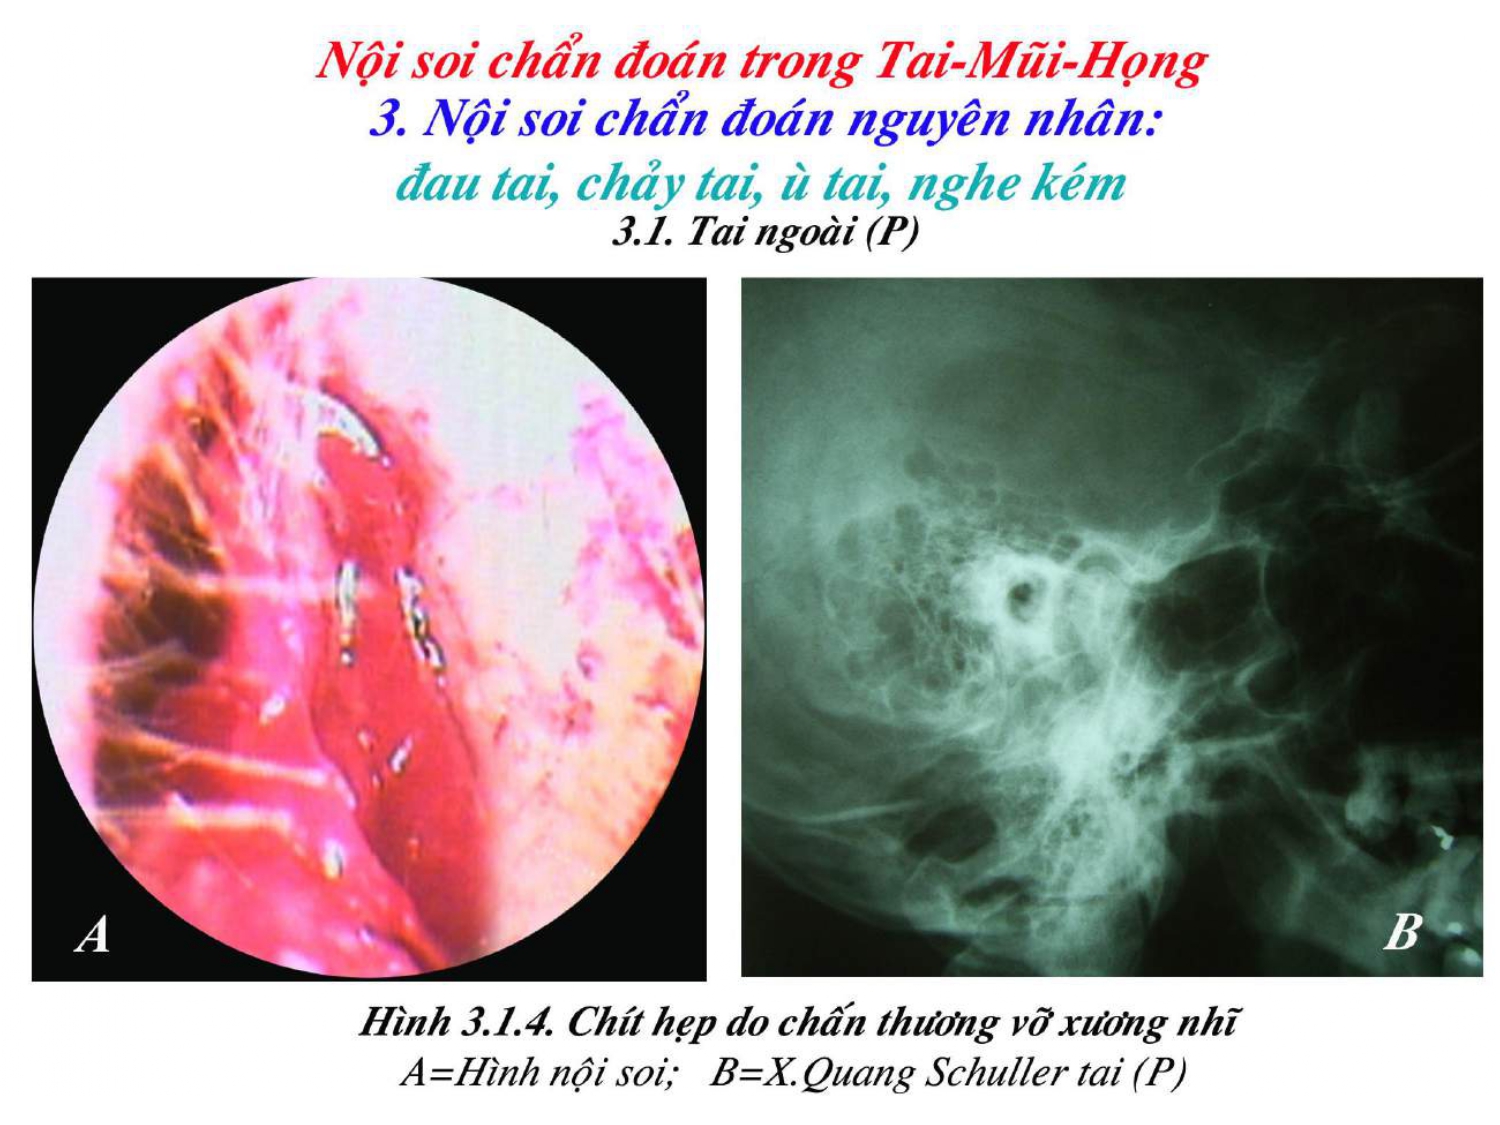 Nội soi chẩn đoán trong Tai-Mũi-Họng
3. Nội soi chẩn đoán nguyên nhân:
đau tai, chảy tai, ù tai, nghe kém
3.1. Tai ngoài (P)
A
B
Hình 3.1.4. Chít hẹp do chấn thương vỡ xương nhĩ
A=Hình nội soi; B=X.Quang Schuller tai (P)